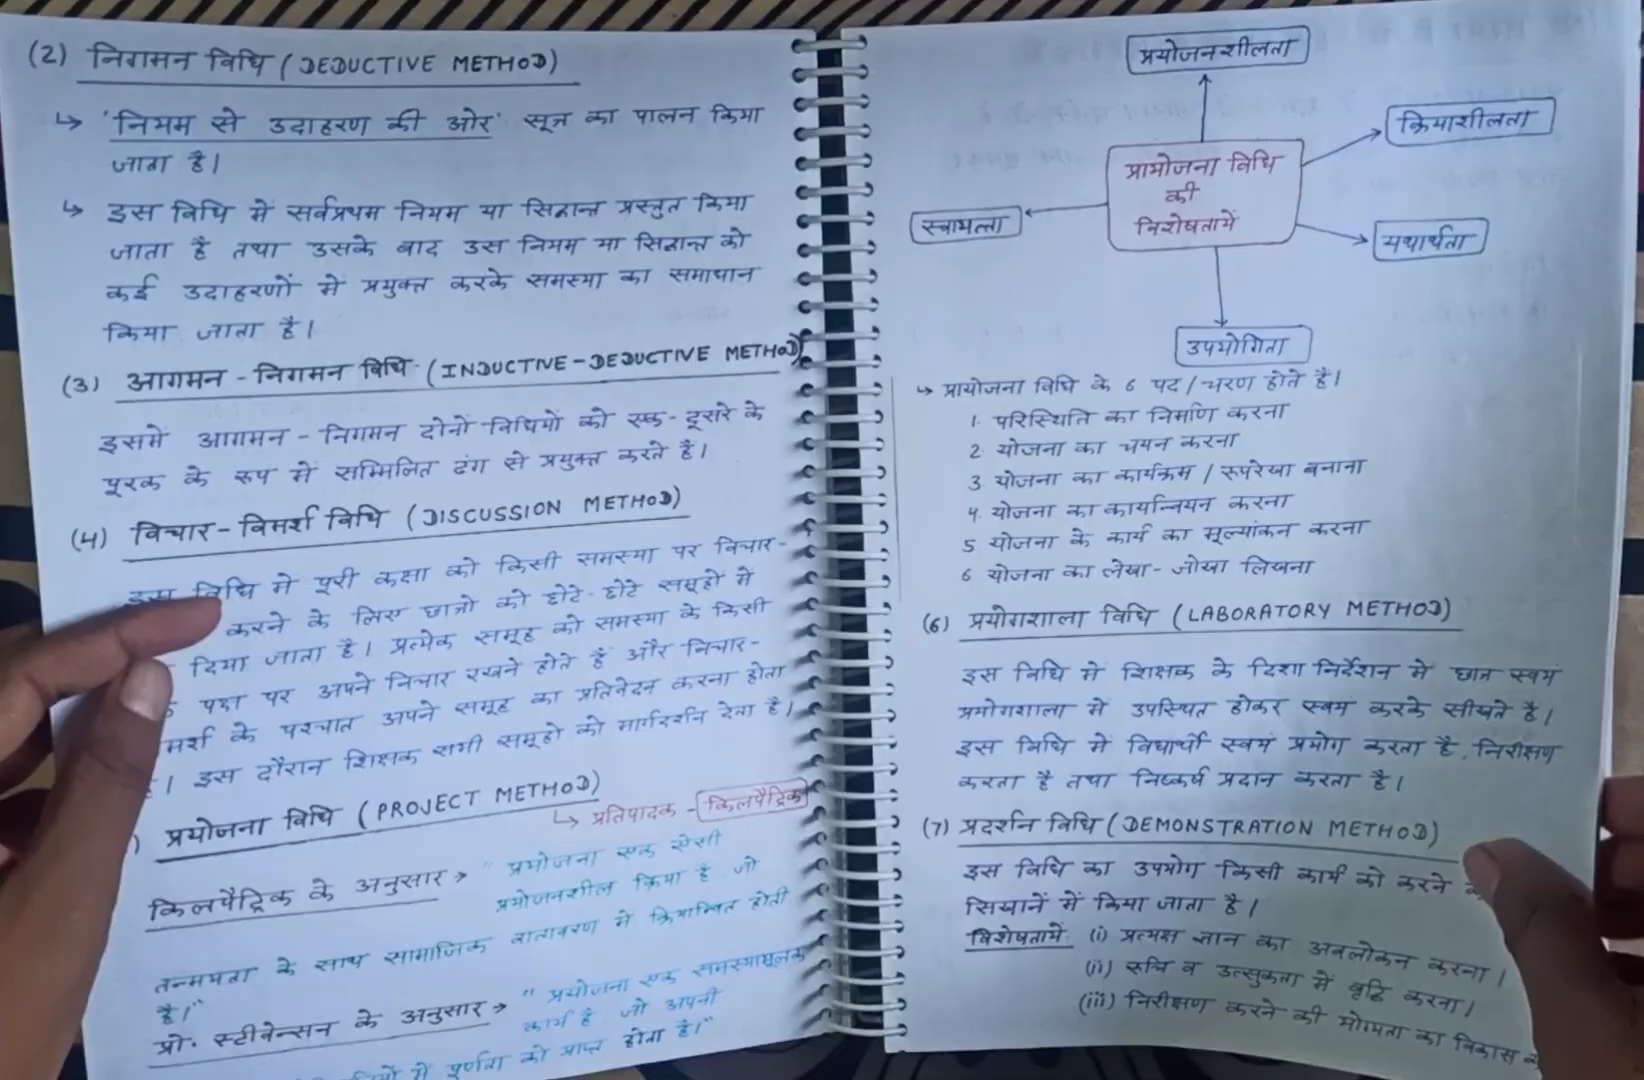 (2) निगमन विधि (DEDUCTIVE METHOD)
↳ 'नियम से उदाहरण की ओर' सूत्र का पालन किया
जाता है।
↳ इस विधि में सर्वप्रथम नियम या सिद्धान्त प्रस्तुत किया
जाता है तथा उसके बाद उस नियम या सिद्धान्त को
कई उदाहरणों में प्रयुक्त करके समस्या का समाधान
किया जाता है।
(3) आगमन - निगमन विधि (INDUCTIVE-DEDUCTIVE METHOD)
इसमें आगमन - निगमन दोनों विधियों को एक-दूसरे के
पूरक के रूप में सम्मिलित ढंग से प्रयुक्त करते हैं।
(4) विचार-विमर्श विधि (DISCUSSION METHOD)
इस विधि में पूरी कक्षा को किसी समस्या पर विचार-
करने के लिए छात्रो को छोटे-छोटे समूहो में
दिया जाता है। प्रत्येक समूह को समस्या के किसी
पक्ष पर अपने विचार रखने होते हैं और विचार-
मर्श के पश्चात अपने समूह का प्रतिवेदन करना होता
है। इस दौरान शिक्षक सभी समूहो को मार्गदर्शन देता है।
) प्रयोजना विधि (PROJECT METHOD)
↳ प्रतिपादक - किलपैट्रिक
किलपैट्रिक के अनुसार → " प्रयोजना एक ऐसी
प्रयोजनशील क्रिया है जो
तन्मयता के साथ सामाजिक वातावरण में क्रियान्वित होती
है।"
प्रो. स्टीवेन्सन के अनुसार → " प्रयोजना एक समस्यामूलक
कार्य है जो अपनी
में पूर्णता को प्राप्त होता है।"
प्रयोजनशीलता
क्रियाशीलता
प्रायोजना विधि
की
विशेषतायें
स्वायत्ता
यथार्थता
उपयोगिता
↳ प्रायोजना विधि के 6 पद / चरण होते हैं।
1. परिस्थिति का निर्माण करना
2. योजना का चयन करना
3 योजना का कार्यक्रम / रूपरेखा बनाना
4. योजना का कार्यान्वयन करना
5 योजना के कार्य का मूल्यांकन करना
6 योजना का लेखा-जोखा लिखना
(6) प्रयोगशाला विधि (LABORATORY METHOD)
इस विधि में शिक्षक के दिशा निर्देशन में छात्र स्वयं
प्रयोगशाला में उपस्थित होकर स्वयं करके सीखते है।
इस विधि में विद्यार्थी स्वयं प्रयोग करता है, निरीक्षण
करता है तथा निष्कर्ष प्रदान करता है।
(7) प्रदर्शन विधि (DEMONSTRATION METHOD)
इस विधि का उपयोग किसी कार्य को करने
सिखानें में किया जाता है।
विशेषतायें (i) प्रत्यक्ष ज्ञान का अवलोकन करना।
(ii) रूचि व उत्सुकता में वृद्धि करना।
(iii) निरीक्षण करने की योग्यता का विकास